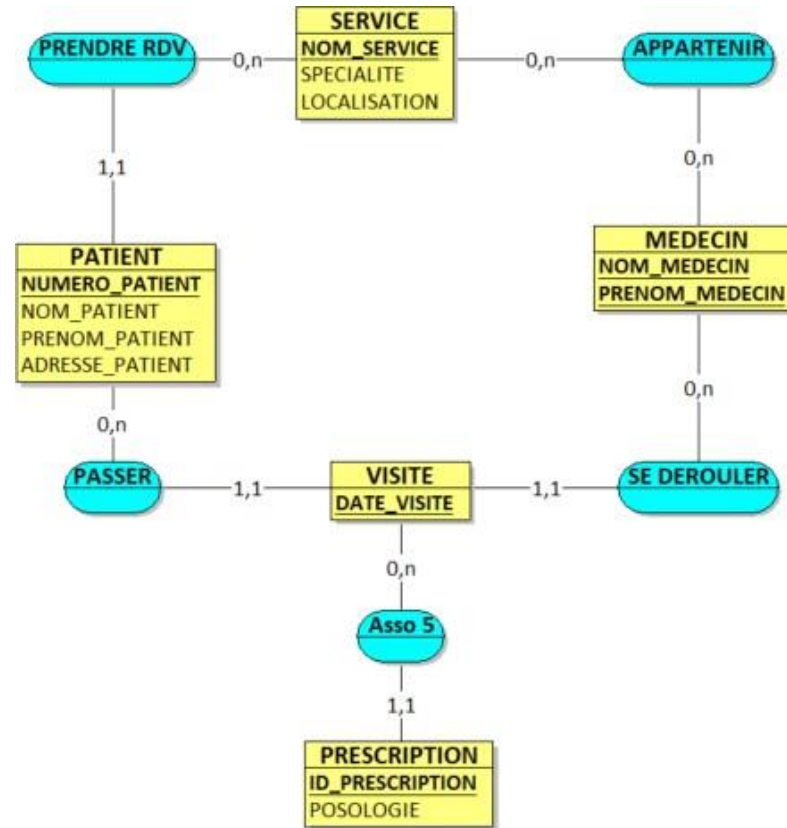 SERVICE
PRENDRE RDV
NOM_SERVICE
APPARTENIR
0,n
0,n
SPECIALITE
LOCALISATION
1,1
0,n
PATIENT
NUMERO_PATIENT
NOM_PATIENT
PRENOM_PATIENT
ADRESSE_PATIENT
MEDECIN
NOM_MEDECIN
PRENOM_MEDECIN
0,n
0,n
PASSER
1,1
VISITE
DATE_VISITE
1,1
SE DEROULER
0,n
Asso 5
1,1
PRESCRIPTION
ID_PRESCRIPTION
POSOLOGIE